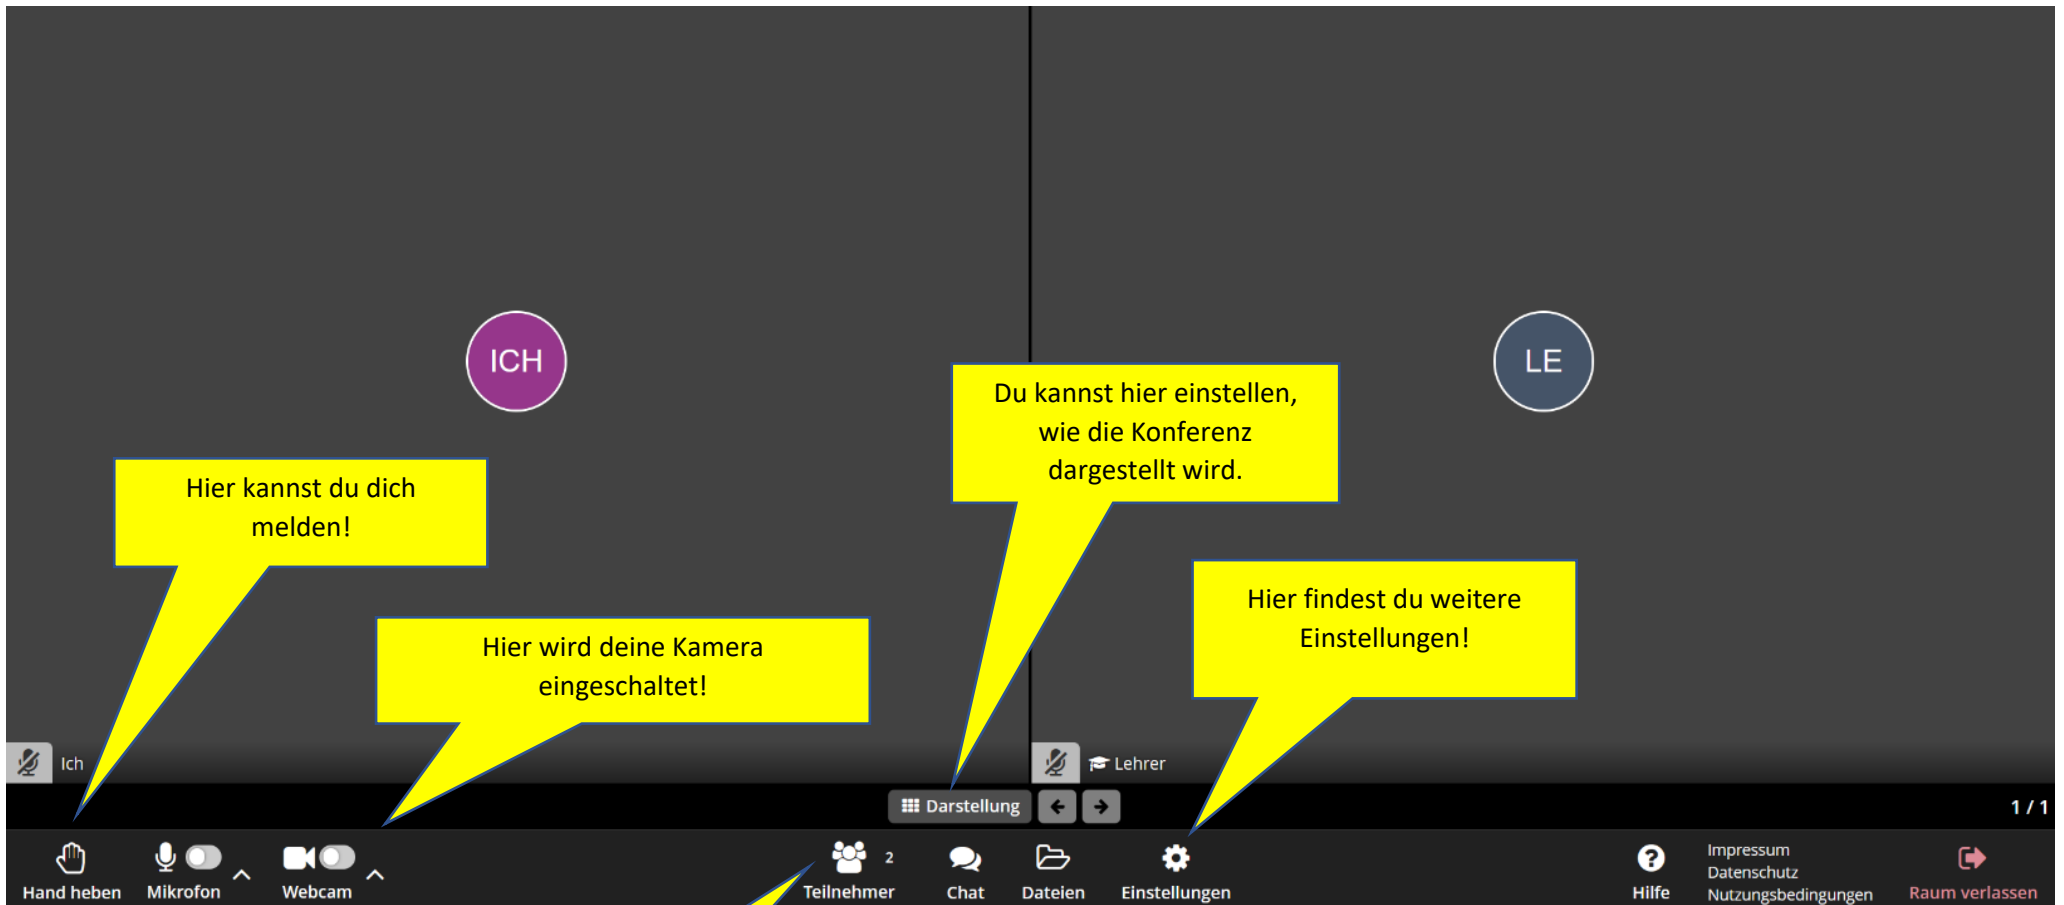 ICH
LE
Du kannst hier einstellen,
wie die Konferenz
dargestellt wird.
Hier kannst du dich
melden!
Hier findest du weitere
Einstellungen!
Hier wird deine Kamera
eingeschaltet!
Ich
Lehrer
Darstellung
1 / 1
Hand heben
Mikrofon
Webcam
2
Teilnehmer
Chat
Dateien
Einstellungen
Hilfe
Impressum
Datenschutz
Nutzungsbedingungen
Raum verlassen